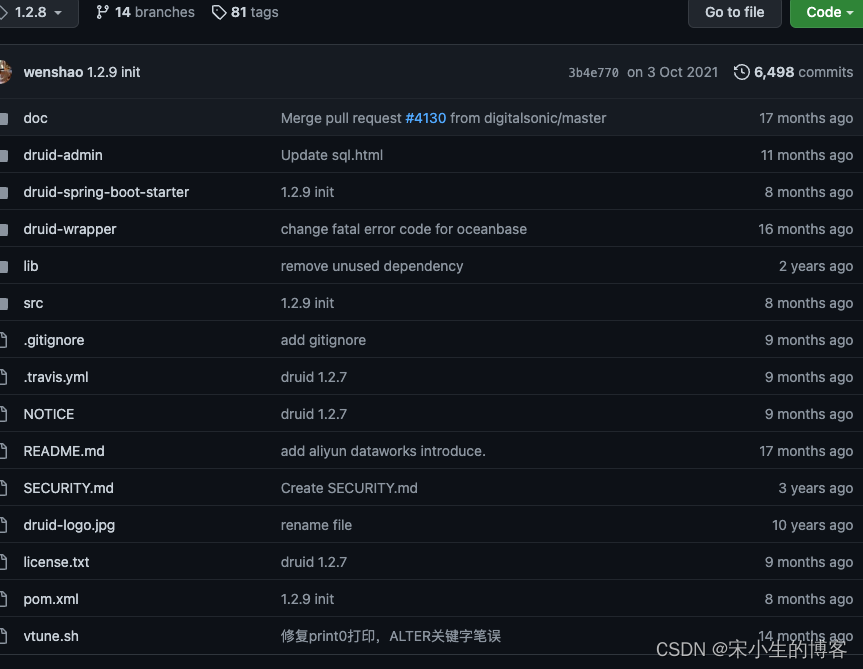 1.2.8 14 branches 81 tags Go to file Code
wenshao 1.2.9 init 3b4e770 on 3 Oct 2021 6,498 commits
doc Merge pull request #4130 from digitalsonic/master 17 months ago
druid-admin Update sql.html 11 months ago
druid-spring-boot-starter 1.2.9 init 8 months ago
druid-wrapper change fatal error code for oceanbase 16 months ago
lib remove unused dependency 2 years ago
src 1.2.9 init 8 months ago
.gitignore add gitignore 9 months ago
.travis.yml druid 1.2.7 9 months ago
NOTICE druid 1.2.7 9 months ago
README.md add aliyun dataworks introduce. 17 months ago
SECURITY.md Create SECURITY.md 3 years ago
druid-logo.jpg rename file 10 years ago
license.txt druid 1.2.7 9 months ago
pom.xml 1.2.9 init 8 months ago
vtune.sh 修复print0打印，ALTER关键字笔误 14 months ago
CSDN @宋小生的博客